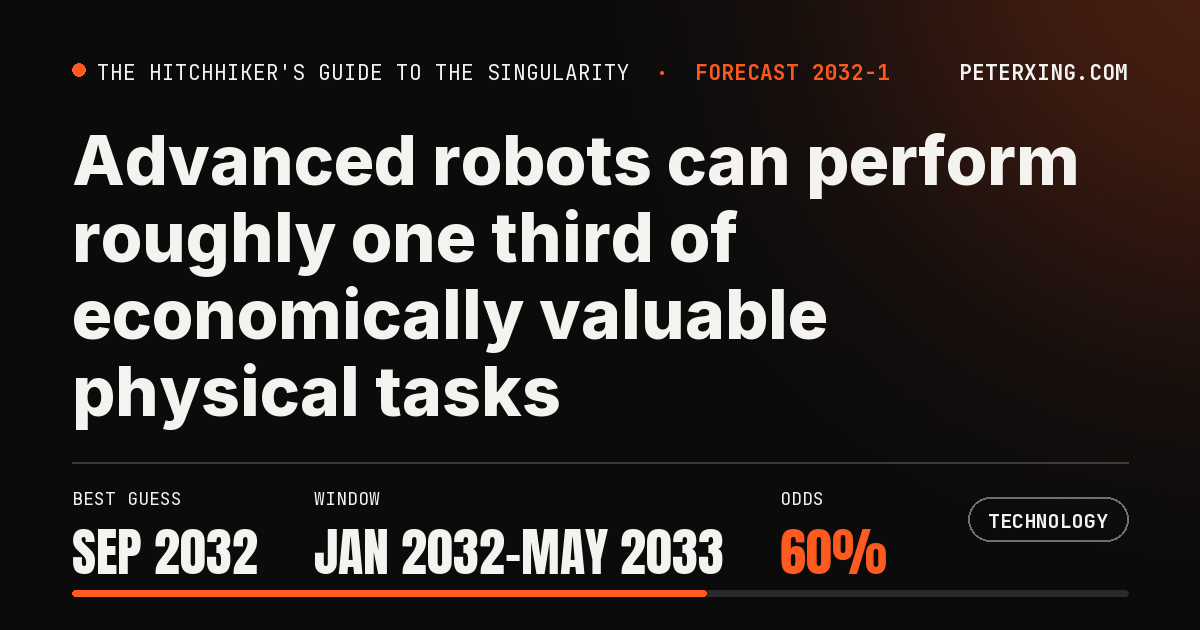 THE HITCHHIKER'S GUIDE TO THE SINGULARITY · FORECAST 2032-1 PETERXING.COM
Advanced robots can perform
roughly one third of
economically valuable
physical tasks
BEST GUESS WINDOW ODDS
SEP 2032 JAN 2032-MAY 2033 60% TECHNOLOGY